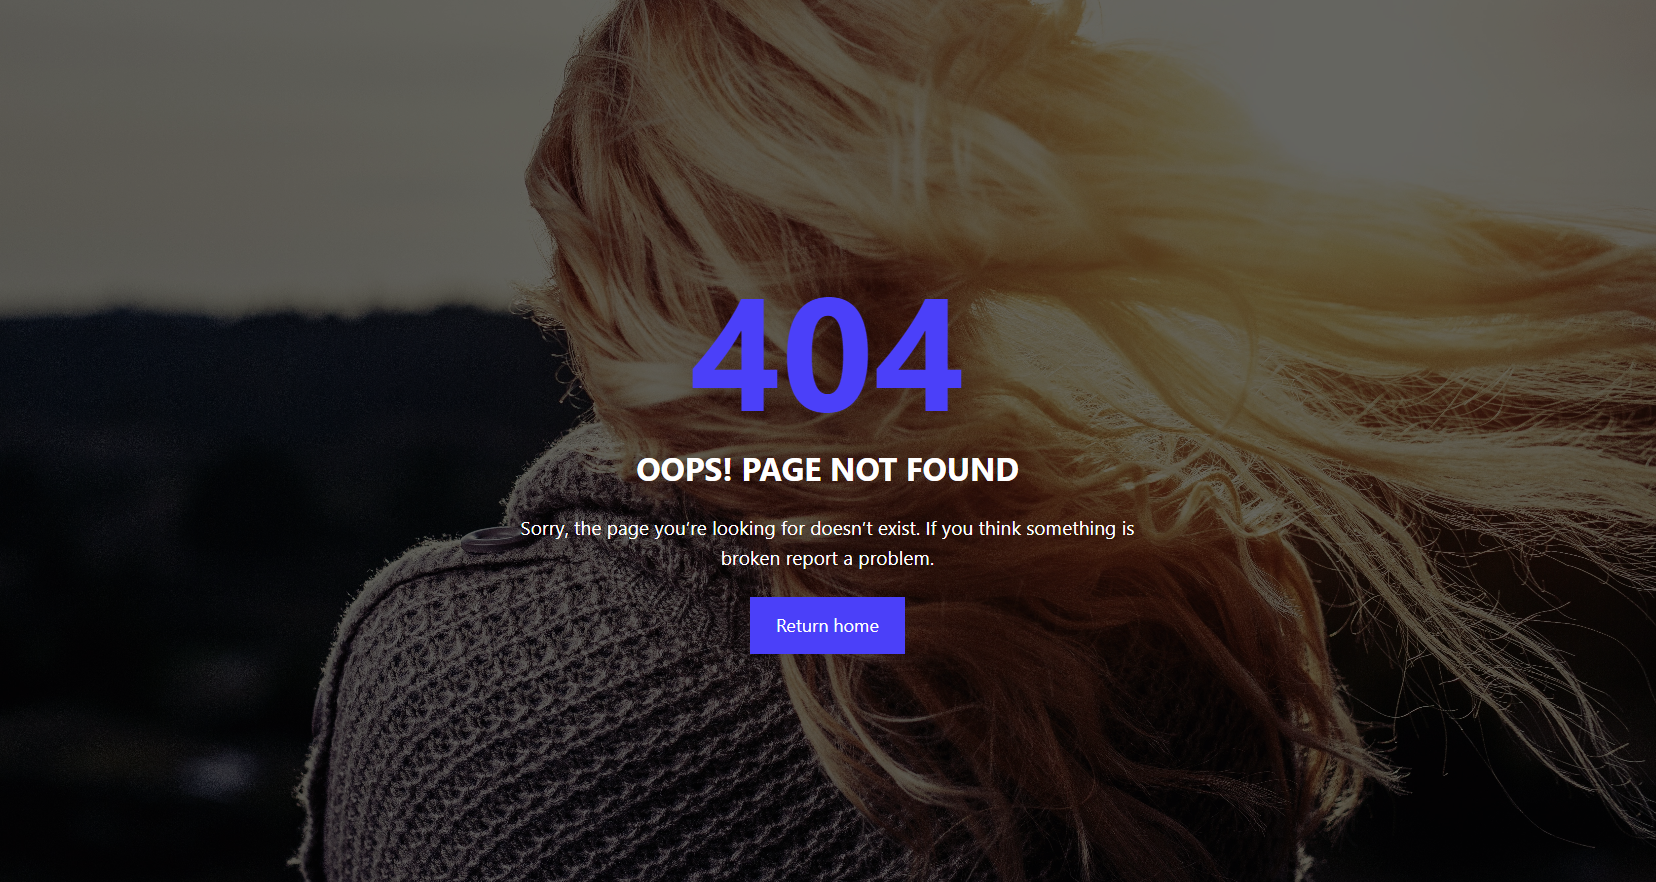 404
OOPS! PAGE NOT FOUND
Sorry, the page you’re looking for doesn’t exist. If you think something is
broken report a problem.
Return home